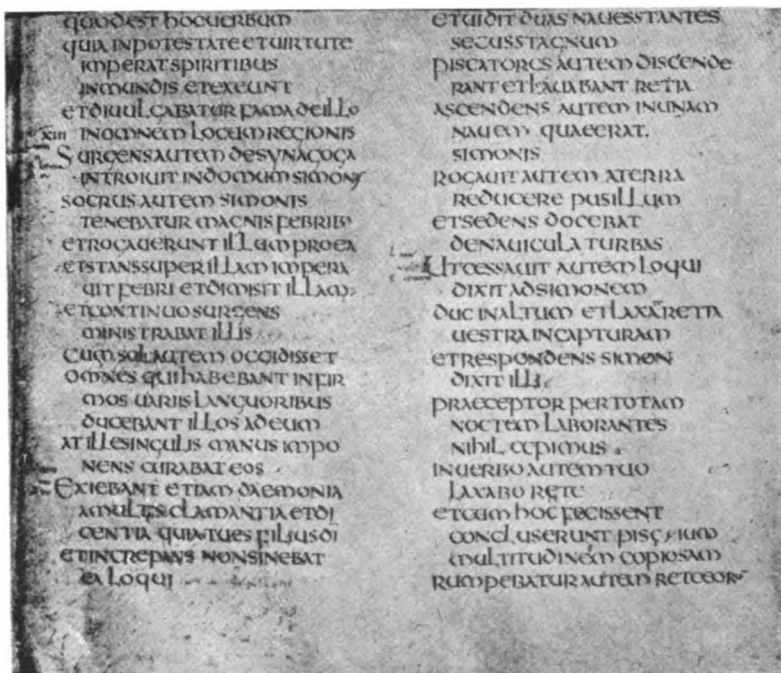 quod est hoc uerbum
quia in potestate et uirtute
imperat spiritibus
inmundis et exeunt
et diuulgabatur fama de illo
xiii in omnem locum regionis
Surgens autem de synagoga
introiuit in domum simonis
socrus autem simonis
tenebatur magnis febrib·
et rogauerunt illum pro ea
et stans super illam impera
uit febri et dimisit illam
et continuo surgens
ministrabat illis
cum sol autem occidisset
omnes qui habebant infir
mos uariis languoribus
ducebant illos ad eum
at ille singulis manus impo
nens curabat eos
Exiebant etiam daemonia
a multis clamantia et di
centia quia tu es filius di
et increpans non sinebat
ea loqui
et uidit duas naues stantes
secus stagnum
piscatores autem discende
rant et lauabant retia
ascendens autem in unam
nauem quae erat
simonis
rogauit autem a terra
reducere pusillum
et sedens docebat
de nauicula turbas
Ut cessauit autem loqui
dixit ad simonem
duc in altum et laxate retia
uestra in capturam
et respondens simon
dixit illi
praeceptor per totam
noctem laborantes
nihil cepimus
in uerbo autem tuo
laxabo rete
et cum hoc fecissent
concluserunt piscium
multitudinem copiosam
rumpebatur autem rete eor